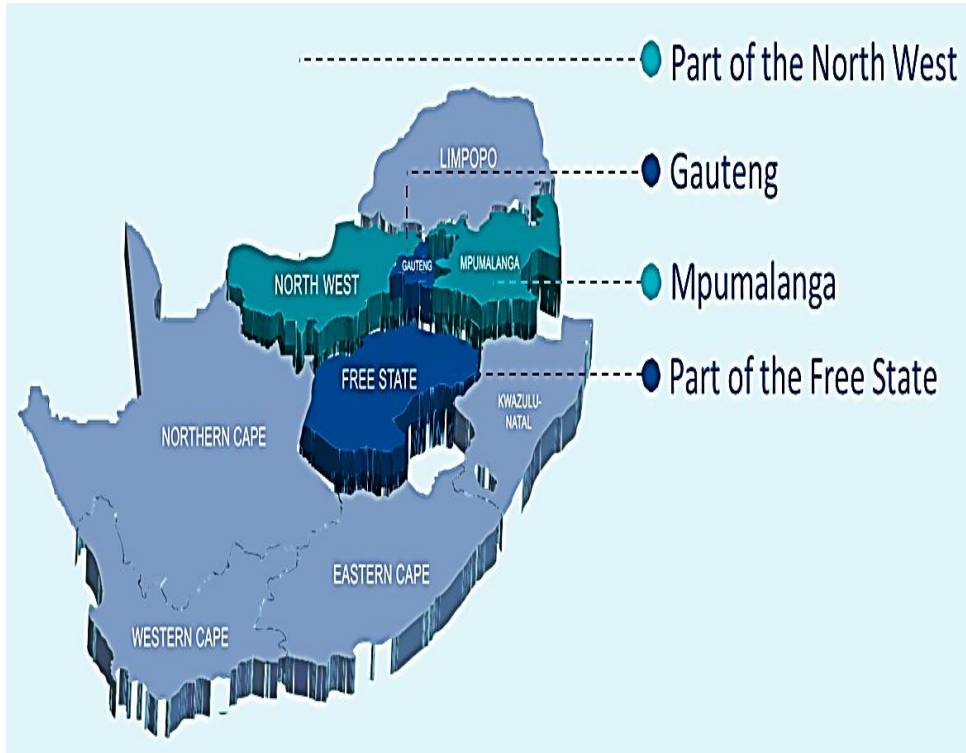 Part of the North West
LIMPOPO
Gauteng
NORTH WEST
GAUTENG
MPUMALANGA
Mpumalanga
FREE STATE
Part of the Free State
KWAZULU-
NATAL
NORTHERN CAPE
EASTERN CAPE
WESTERN CAPE